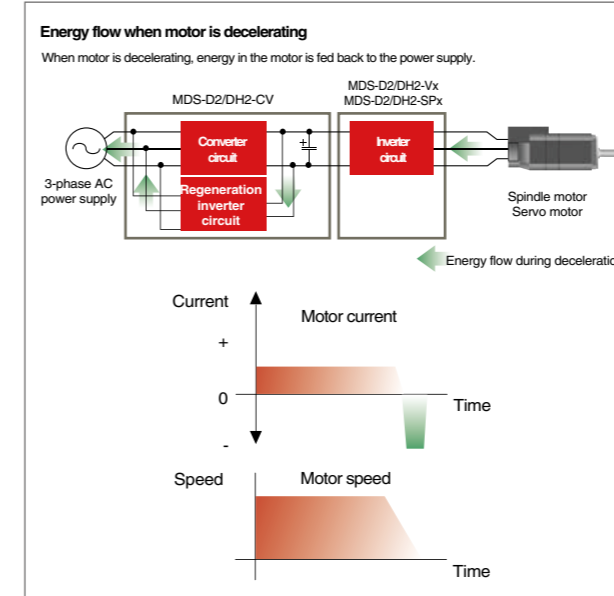 Energy flow when motor is decelerating
When motor is decelerating, energy in the motor is fed back to the power supply.
MDS-D2/DH2-CV
MDS-D2/DH2-Vx
MDS-D2/DH2-SPx
Converter
circuit
+
Inverter
circuit
3-phase AC
power supply
Regeneration
inverter
circuit
Spindle motor
Servo motor
Energy flow during deceleratio
Current
Motor current
+
0
Time
-
Speed
Motor speed
Time